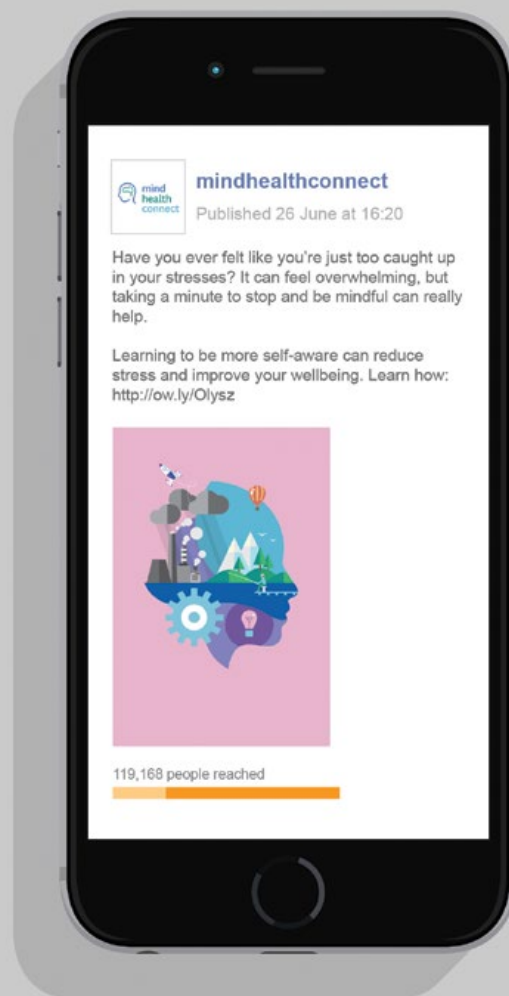 mind
health
connect
mindhealthconnect
Published 26 June at 16:20
Have you ever felt like you're just too caught up
in your stresses? It can feel overwhelming, but
taking a minute to stop and be mindful can really
help.
Learning to be more self-aware can reduce
stress and improve your wellbeing. Learn how:
http://ow.ly/Olysz
119,168 people reached